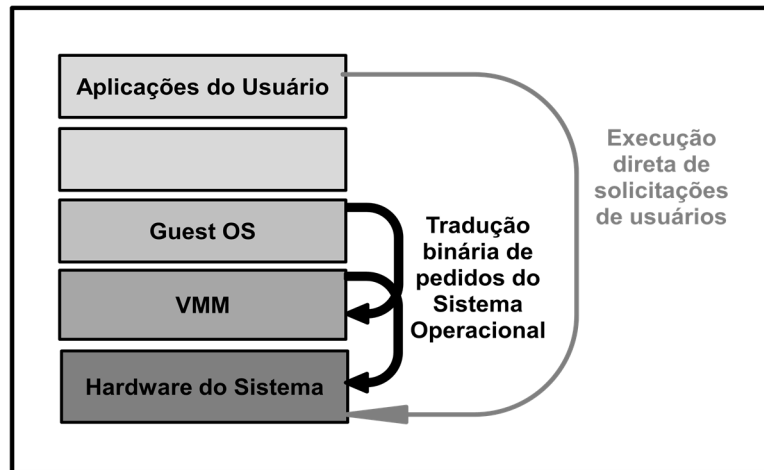 Aplicações do Usuário
Guest OS
VMM
Hardware do Sistema
Tradução
binária de
pedidos do
Sistema
Operacional
Execução
direta de
solicitações
de usuários